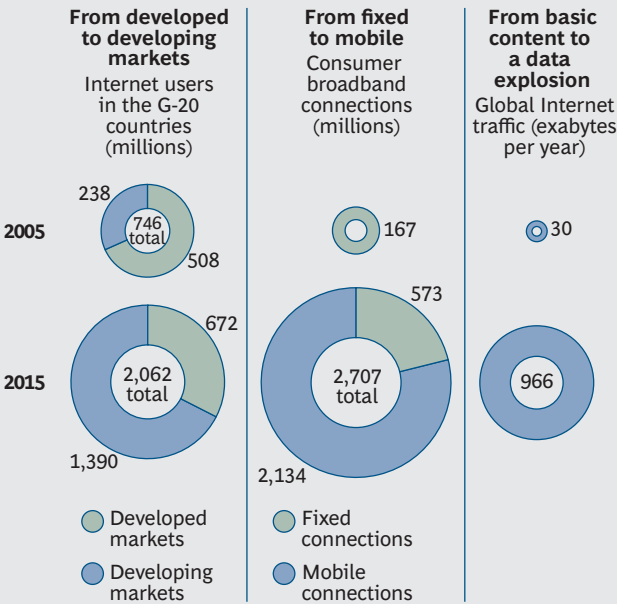 From developed
to developing
markets
Internet users
in the G-20
countries
(millions)
From fixed
to mobile
Consumer
broadband
connections
(millions)
From basic
content to
a data
explosion
Global Internet
traffic (exabytes
per year)
2005
238
746
total
508
167
30
2015
672
2,062
total
1,390
573
2,707
total
2,134
966
Developed
markets
Developing
markets
Fixed
connections
Mobile
connections